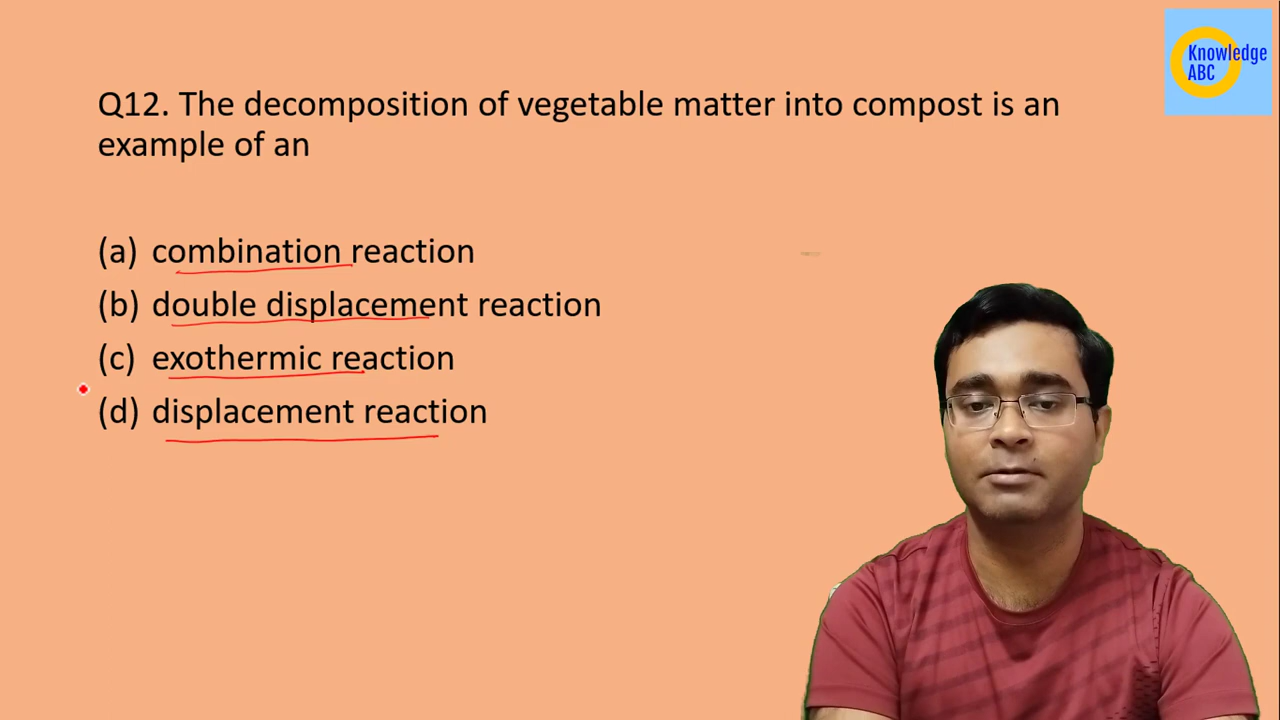 Knowledge
ABC
Q12. The decomposition of vegetable matter into compost is an
example of an
(a) combination reaction
(b) double displacement reaction
(c) exothermic reaction
(d) displacement reaction